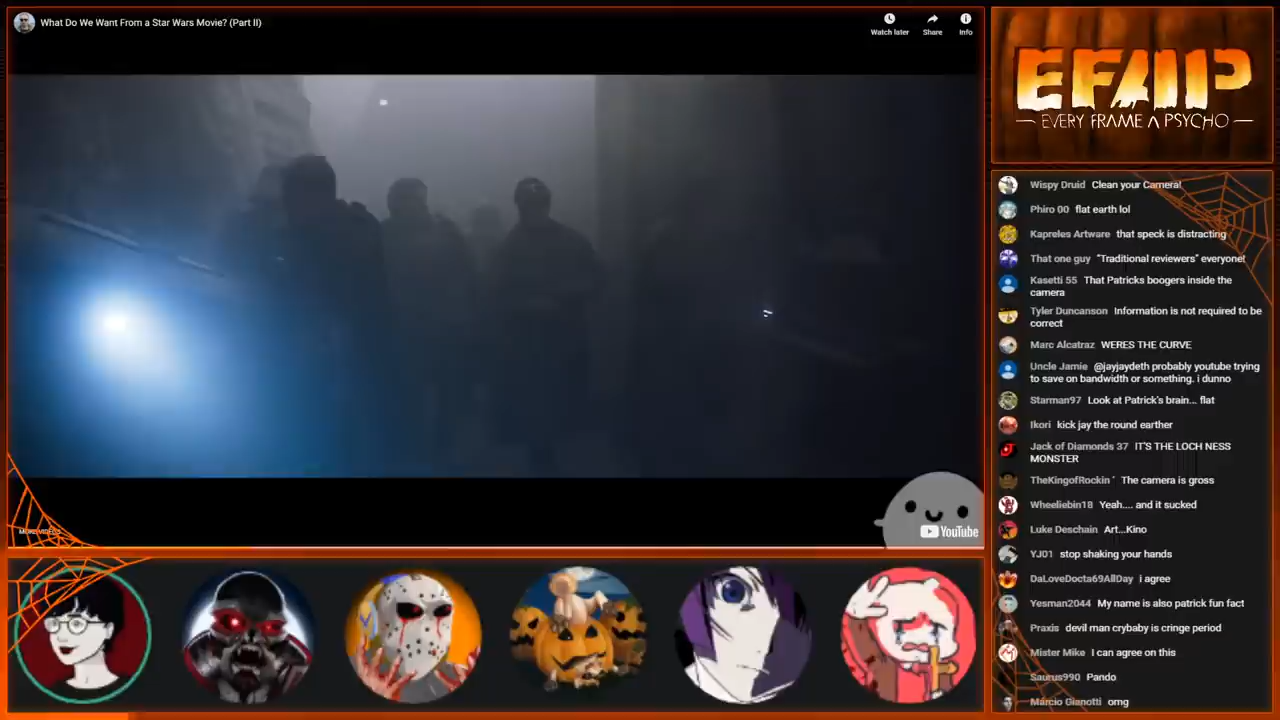 What Do We Want From a Star Wars Movie? (Part II)
Watch later
Share
Info
EFAP
EVERY FRAME A PSYCHO
Wispy Druid Clean your Camera!
Phiro 00 flat earth lol
Kapreles Artware that speck is distracting
That one guy “Traditional reviewers” everyone!
Kasetti 55 That Patricks boogers inside the
camera
Tyler Duncanson Information is not required to be
correct
Marc Alcatraz WERES THE CURVE
Uncle Jamie @jayjaydeth probably youtube trying
to save on bandwidth or something. i dunno
Starman97 Look at Patrick's brain... flat
Ikori kick jay the round earther
Jack of Diamonds 37 IT'S THE LOCH NESS
MONSTER
TheKingofRockin ' The camera is gross
Wheeliebin18 Yeah.... and it sucked
Luke Deschain Art...Kino
YJ01 stop shaking your hands
DaLoveDocta69AllDay i agree
Yesman2044 My name is also patrick fun fact
Praxis devil man crybaby is cringe period
Mister Mike I can agree on this
Saurus990 Pando
Márcio Gianotti omg
MORE VIDEOS
YouTube